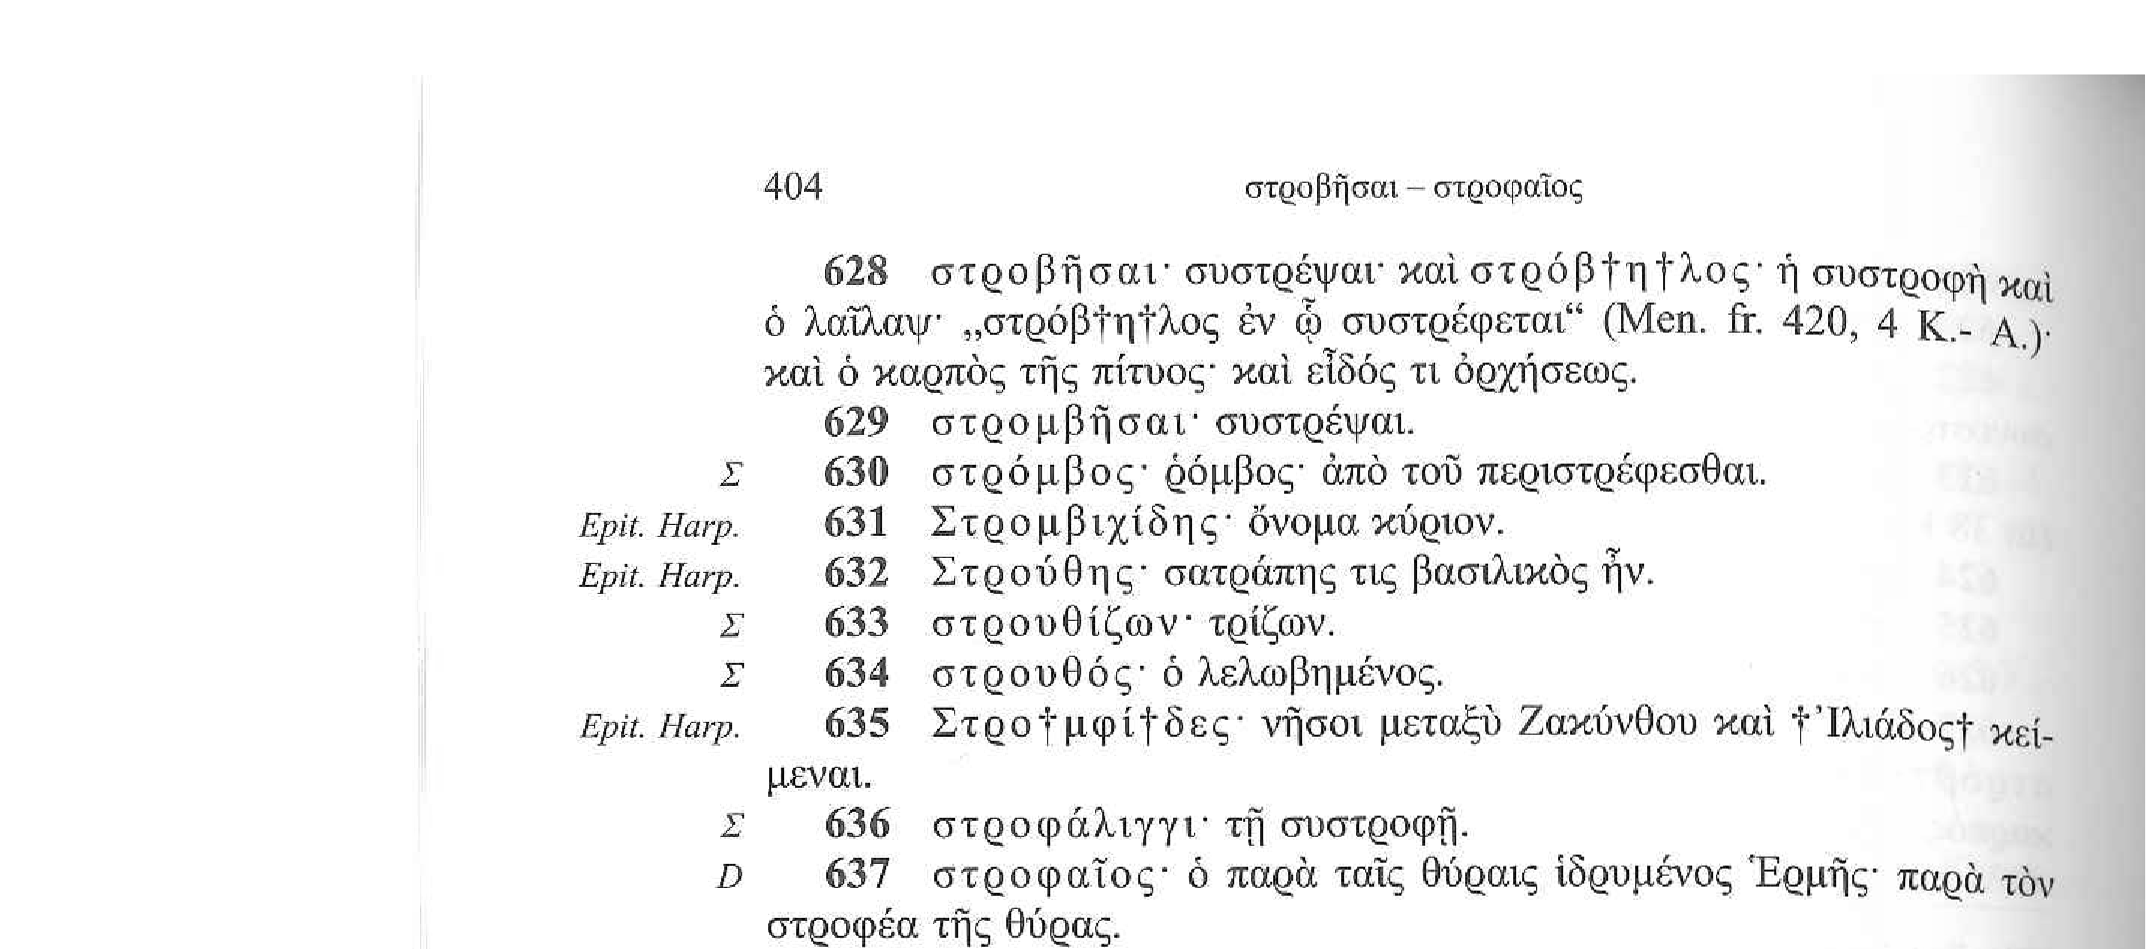 404 στροβῆσαι – στροφαῖος
628 στροβῆσαι· συστρέψαι· καὶ στρόβ†η†λος· ἡ συστροφὴ καὶ
ὁ λαῖλαψ· „στρόβ†η†λος ἐν ᾧ συστρέφεται“ (Men. fr. 420, 4 K.- A.)·
καὶ ὁ καρπὸς τῆς πίτυος· καὶ εἶδός τι ὀρχήσεως.
629 στρομβῆσαι· συστρέψαι.
Σ 630 στρόμβος· ῥόμβος· ἀπὸ τοῦ περιστρέφεσθαι.
Epit. Harp. 631 Στρομβιχίδης· ὄνομα κύριον.
Epit. Harp. 632 Στρούθης· σατράπης τις βασιλικὸς ἦν.
Σ 633 στρουθίζων· τρίζων.
Σ 634 στρουθός· ὁ λελωβημένος.
Epit. Harp. 635 Στρο†μφί†δες· νῆσοι μεταξὺ Ζακύνθου καὶ †Ἰλιάδος† κεί-
μεναι.
Σ 636 στροφάλιγγι· τῇ συστροφῇ.
D 637 στροφαῖος· ὁ παρὰ ταῖς θύραις ἱδρυμένος Ἑρμῆς· παρὰ τὸν
στροφέα τῆς θύρας.